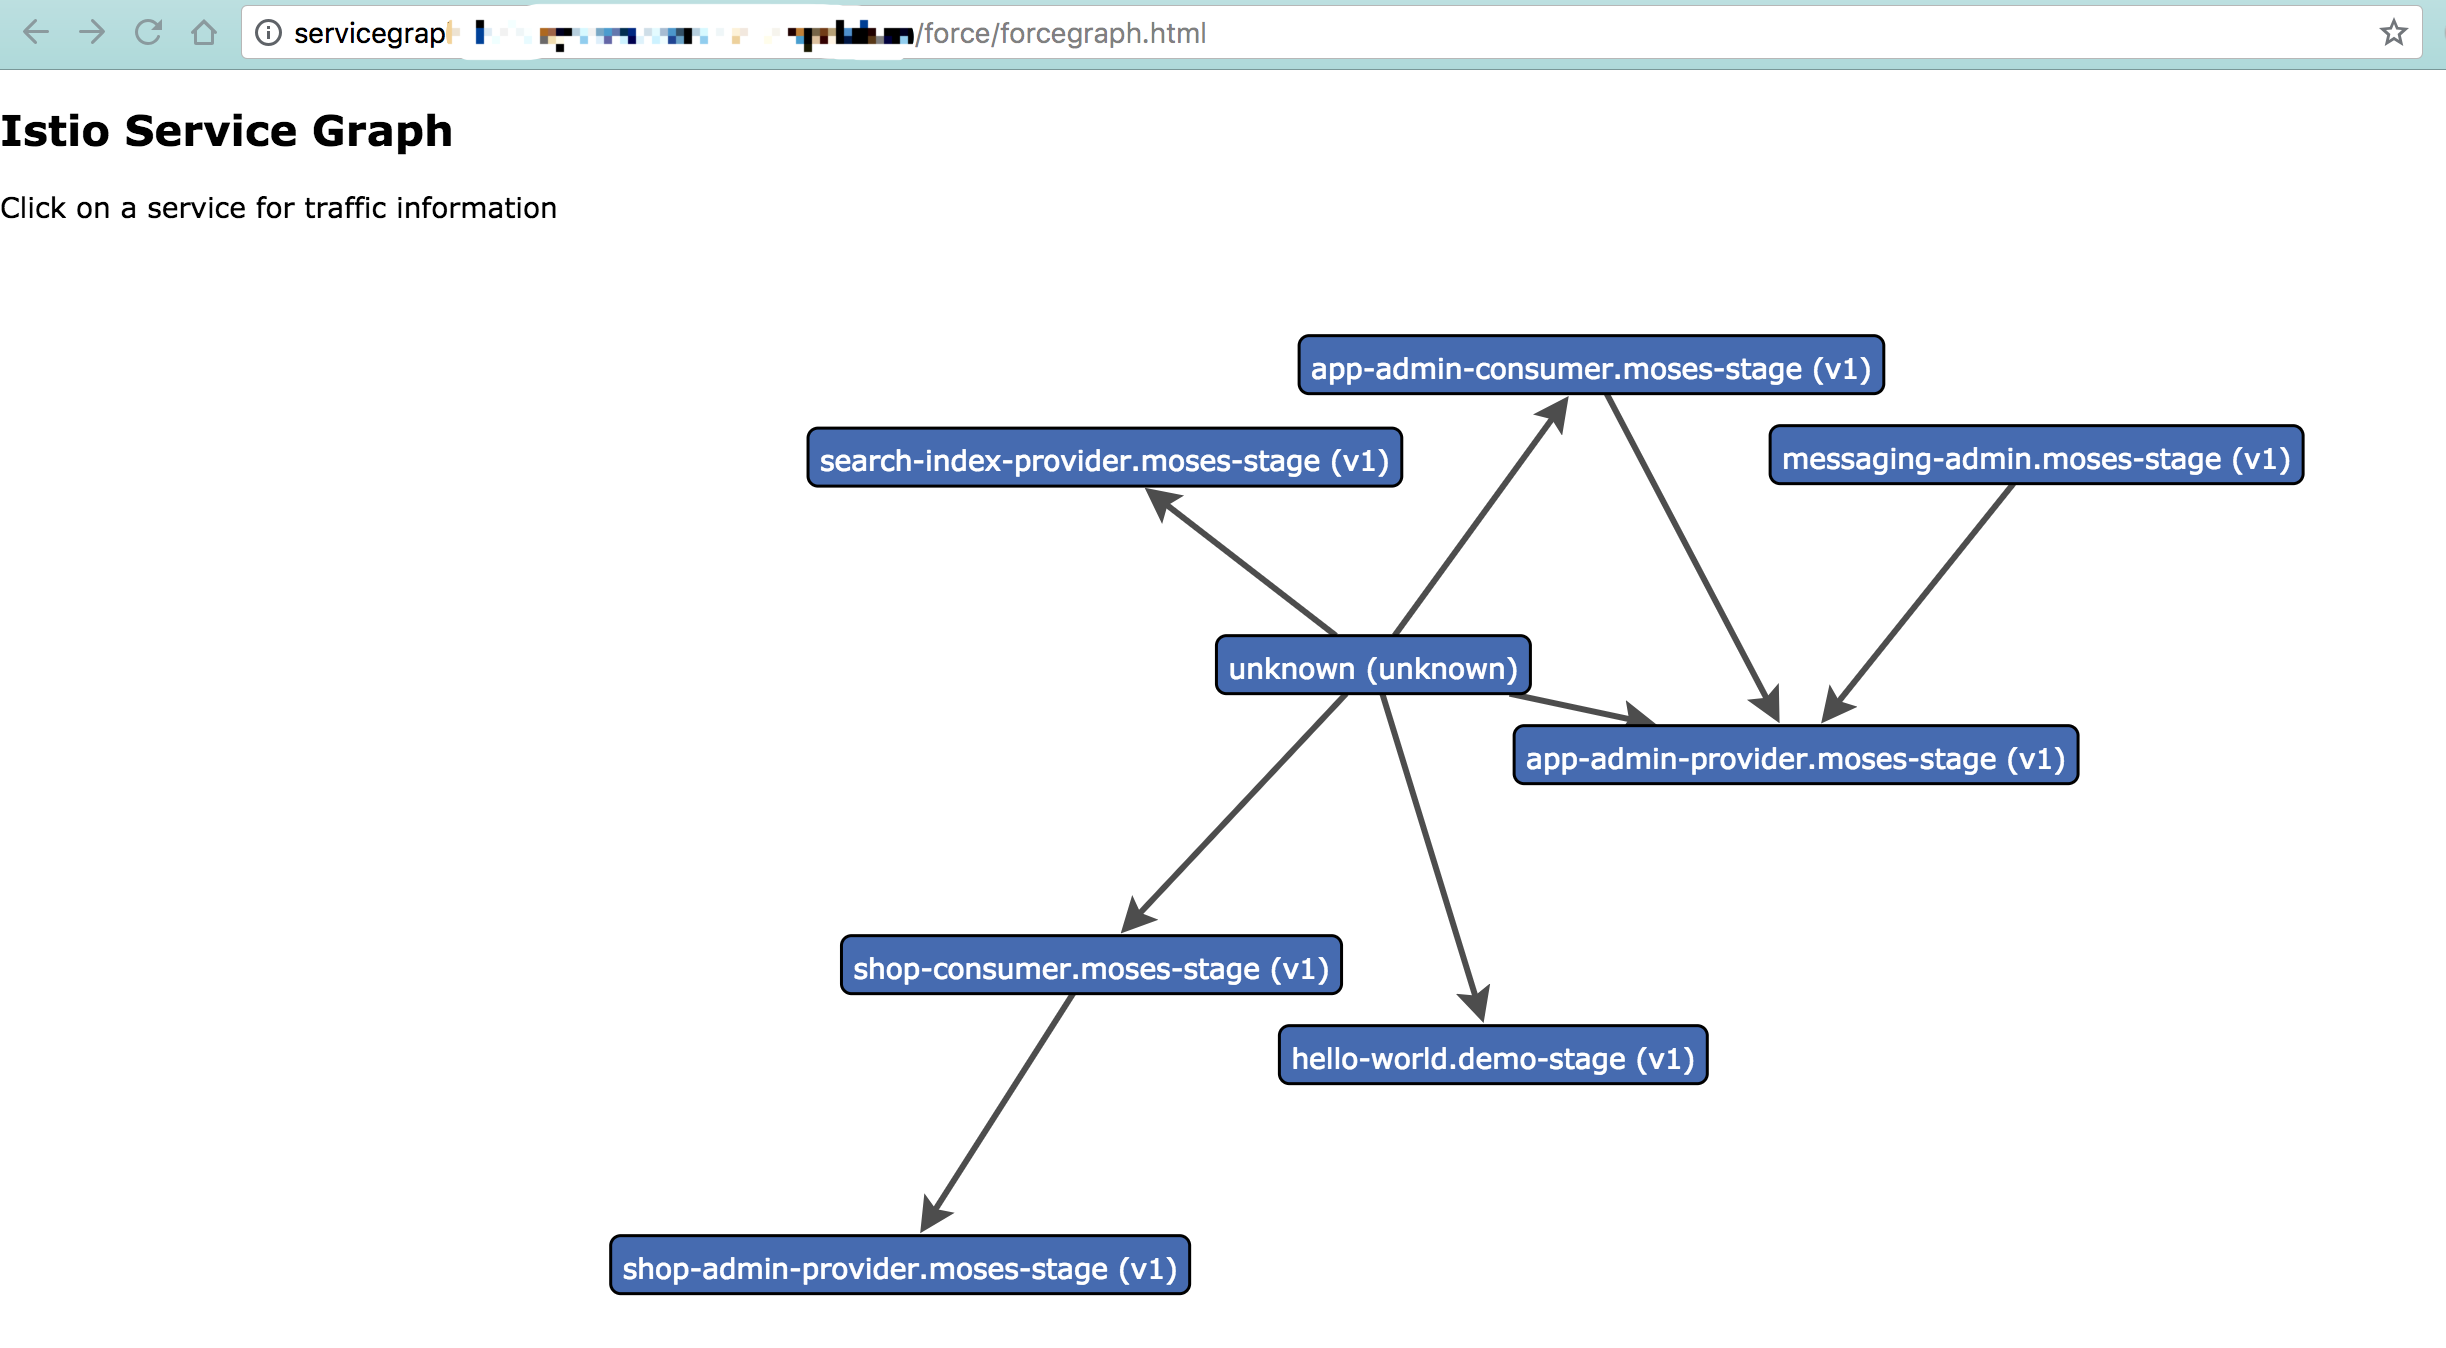 servicegraph /force/forcegraph.html
Istio Service Graph
Click on a service for traffic information
app-admin-consumer.moses-stage (v1)
search-index-provider.moses-stage (v1)
messaging-admin.moses-stage (v1)
unknown (unknown)
app-admin-provider.moses-stage (v1)
shop-consumer.moses-stage (v1)
hello-world.demo-stage (v1)
shop-admin-provider.moses-stage (v1)